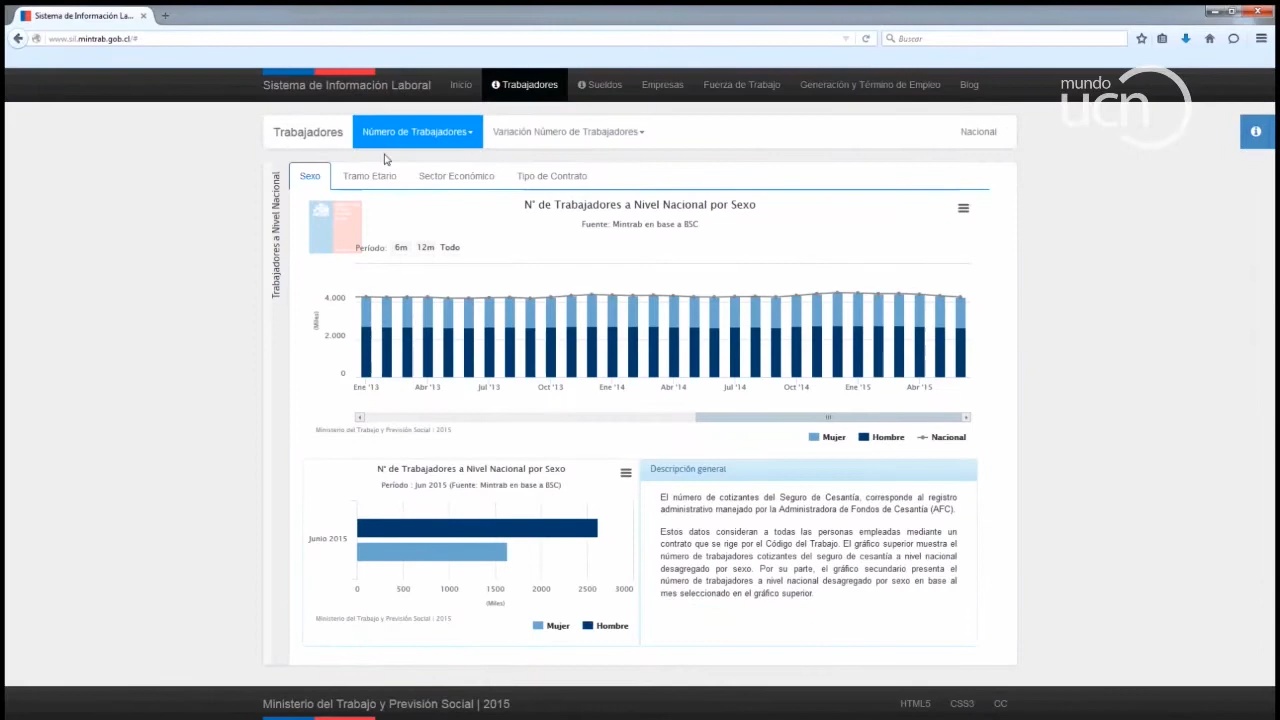 Sistema de Información La...
www.sil.mintrab.gob.cl/#
Buscar
mundo
ucn
Sistema de Información Laboral
Inicio
Trabajadores
Sueldos
Empresas
Fuerza de Trabajo
Generación y Término de Empleo
Blog
Trabajadores
Número de Trabajadores
Variación Número de Trabajadores
Nacional
Trabajadores a Nivel Nacional
Sexo
Tramo Etario
Sector Económico
Tipo de Contrato
N° de Trabajadores a Nivel Nacional por Sexo
Fuente: Mintrab en base a BSC
Período: 6m 12m Todo
4.000
2.000
0
(Miles)
Ene '13 Abr '13 Jul '13 Oct '13 Ene '14 Abr '14 Jul '14 Oct '14 Ene '15 Abr '15
Ministerio del Trabajo y Previsión Social | 2015
Mujer Hombre Nacional
N° de Trabajadores a Nivel Nacional por Sexo
Período : Jun 2015 (Fuente: Mintrab en base a BSC)
Junio 2015
0 500 1000 1500 2000 2500 3000
(Miles)
Ministerio del Trabajo y Previsión Social | 2015
Mujer Hombre
Descripción general
El número de cotizantes del Seguro de Cesantía, corresponde al registro
administrativo manejado por la Administradora de Fondos de Cesantía (AFC).
Estos datos consideran a todas las personas empleadas mediante un
contrato que se rige por el Código del Trabajo. El gráfico superior muestra el
número de trabajadores cotizantes del seguro de cesantía a nivel nacional
desagregado por sexo. Por su parte, el gráfico secundario presenta el
número de trabajadores a nivel nacional desagregado por sexo en base al
mes seleccionado en el gráfico superior.
Ministerio del Trabajo y Previsión Social | 2015
HTML5 CSS3 CC